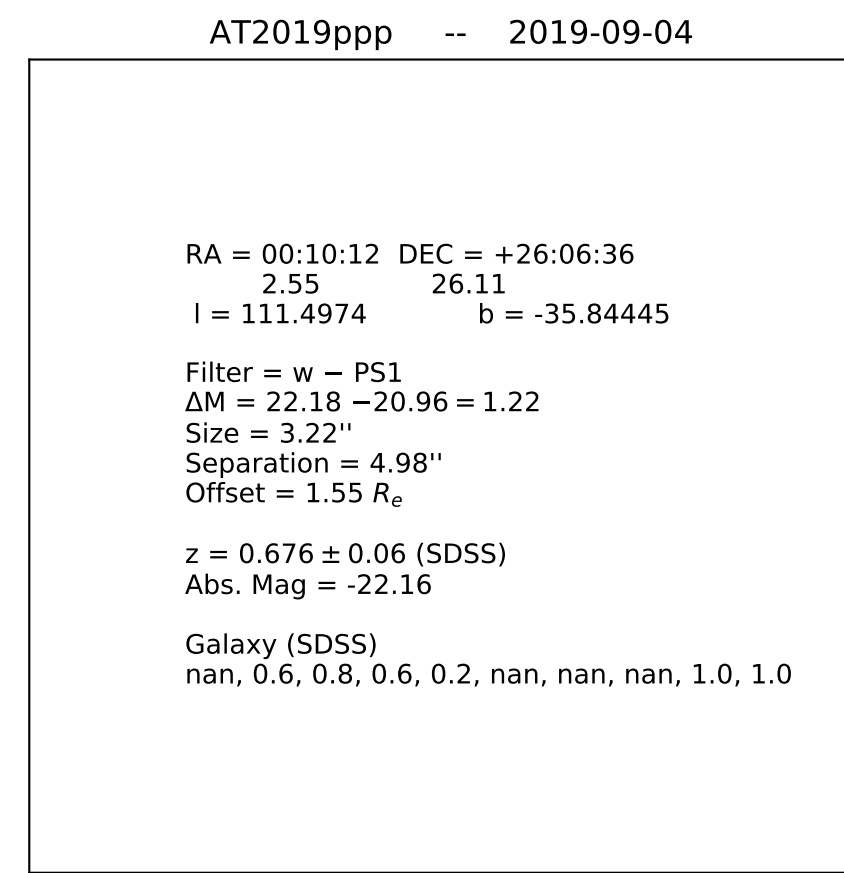 AT2019ppp -- 2019-09-04
RA = 00:10:12 DEC = +26:06:36
2.55 26.11
l = 111.4974 b = -35.84445
Filter = w − PS1
ΔM = 22.18 −20.96 = 1.22
Size = 3.22''
Separation = 4.98''
Offset = 1.55 Re
z = 0.676 ± 0.06 (SDSS)
Abs. Mag = -22.16
Galaxy (SDSS)
nan, 0.6, 0.8, 0.6, 0.2, nan, nan, nan, 1.0, 1.0